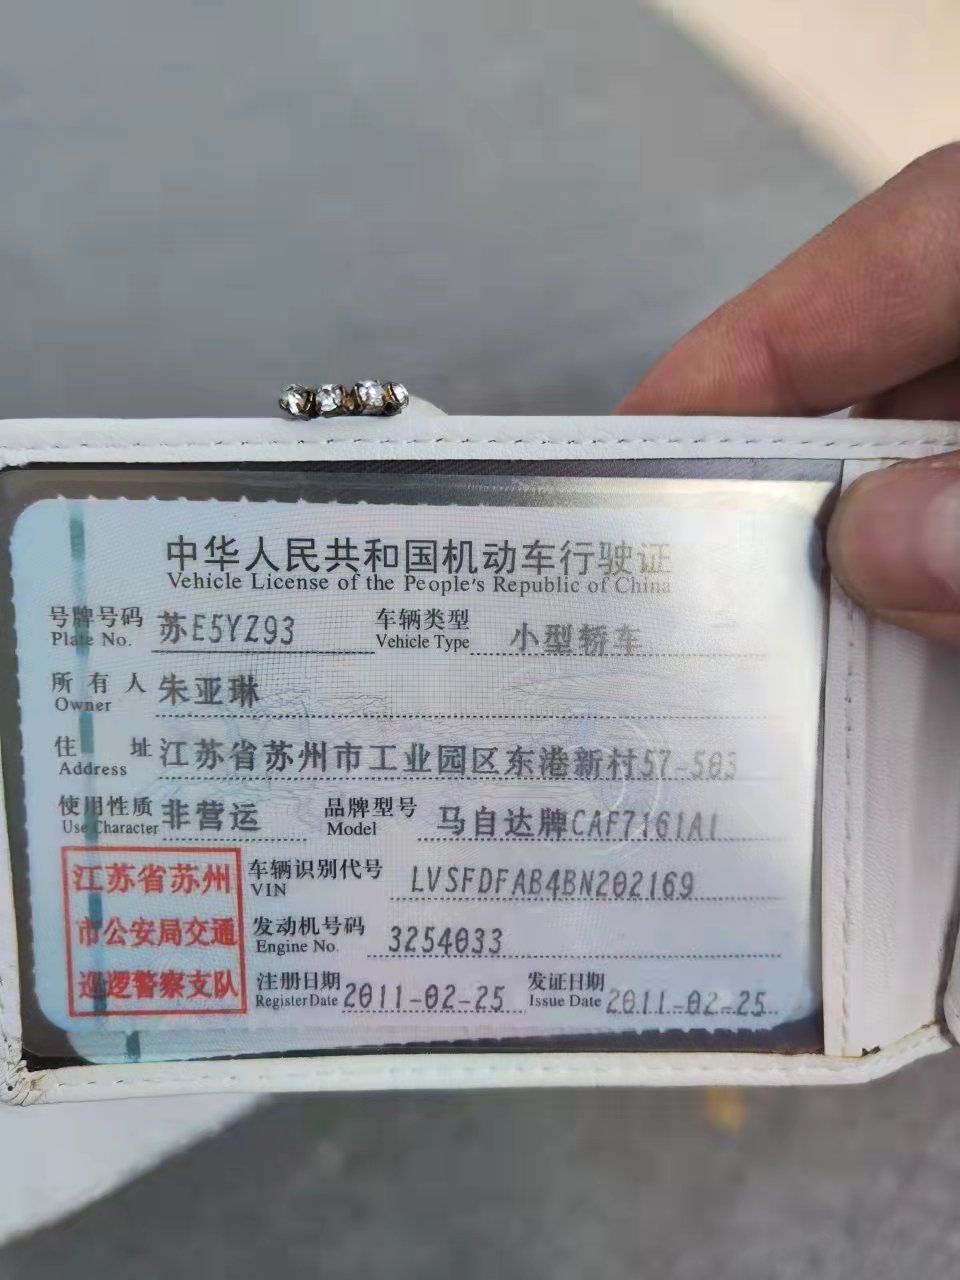 中华人民共和国机动车行驶证
Vehicle License of the People's Republic of China
号牌号码 苏E5YZ93 车辆类型 小型轿车
Plate No. Vehicle Type
所有人 朱亚琳
Owner
住址 江苏省苏州市工业园区东港新村57-503
Address
使用性质 非营运 品牌型号 马自达牌CAF7161A1
Use Character Model
江苏省苏州
市公安局交通
巡逻警察支队
车辆识别代号 LVSFDFAB4BN202169
VIN
发动机号码 3254033
Engine No.
注册日期 2011-02-25 发证日期 2011-02-25
Register Date Issue Date